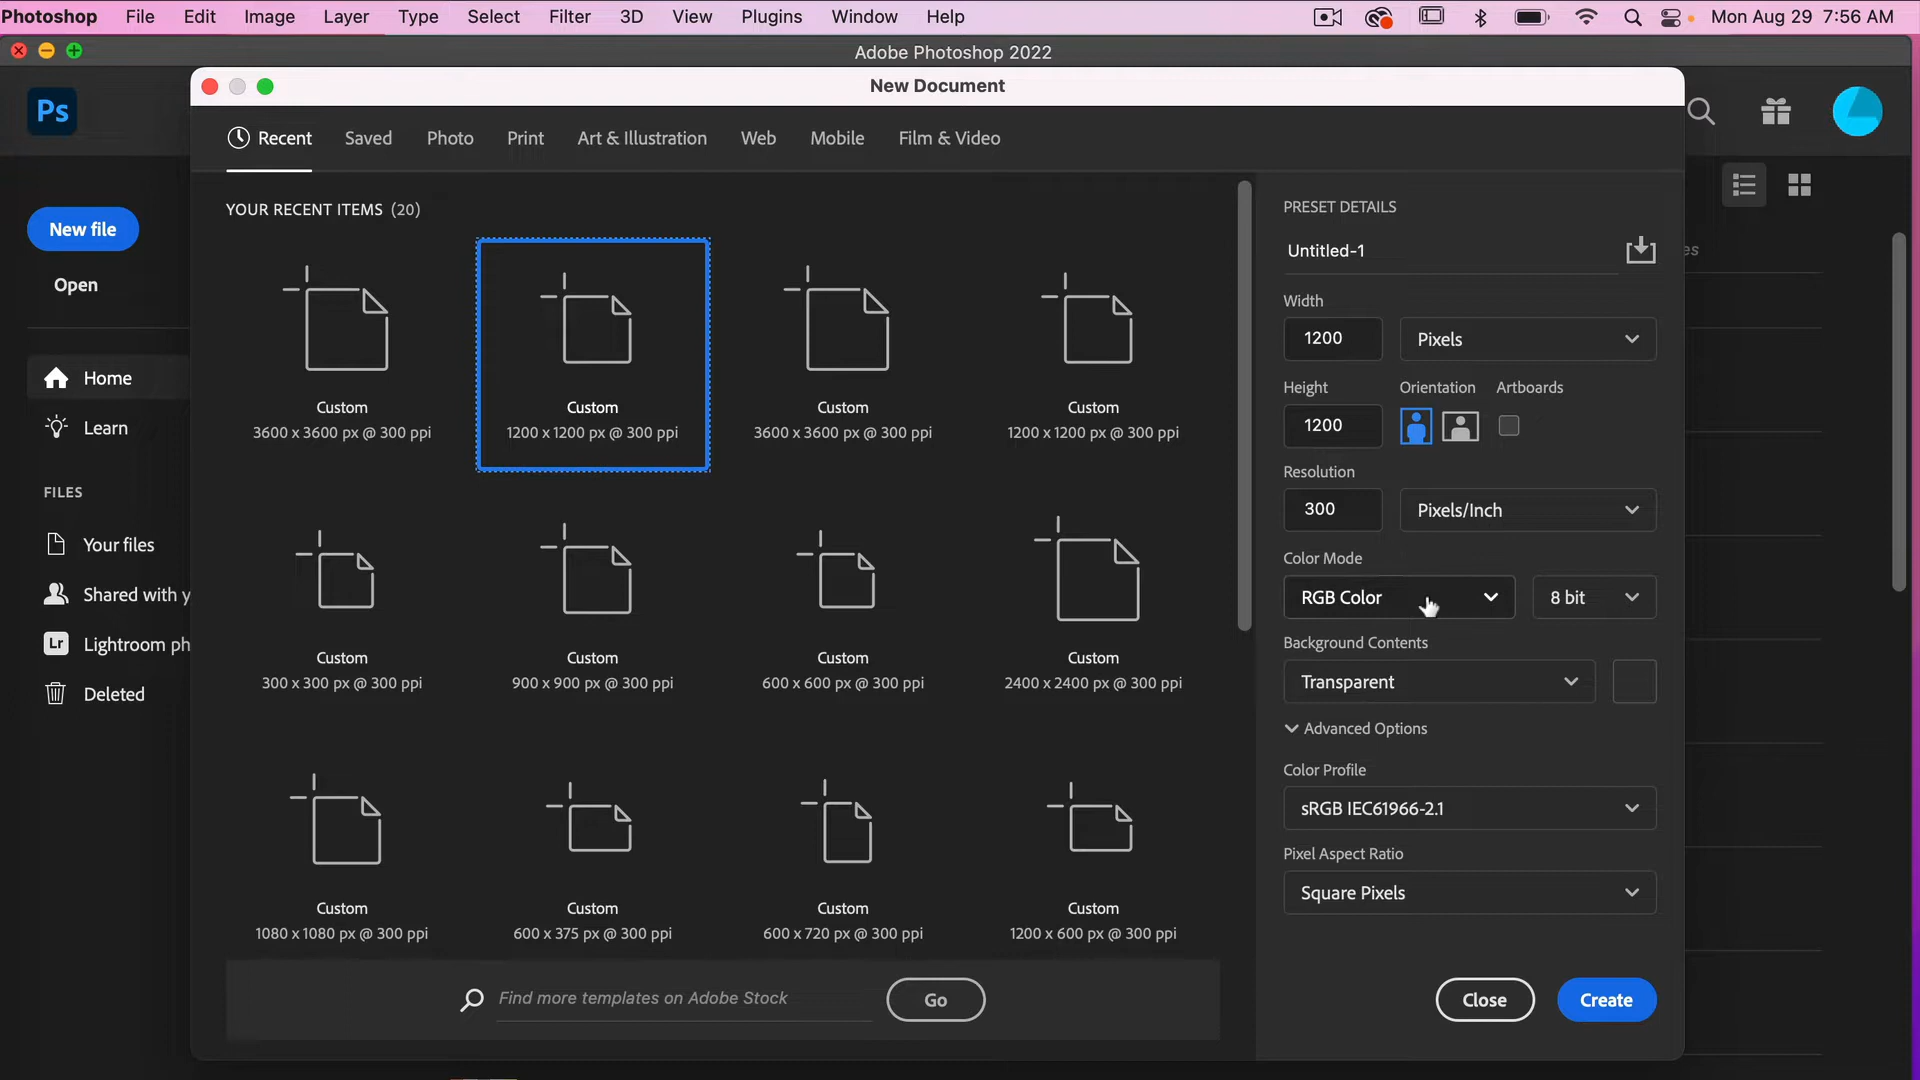 Photoshop File Edit Image Layer Type Select Filter 3D View Plugins Window Help Mon Aug 29 7:56 AM
Adobe Photoshop 2022
New Document
Ps
Recent Saved Photo Print Art & Illustration Web Mobile Film & Video
New file
Open
Home
Learn
FILES
Your files
Shared with y
Lr Lightroom ph
Deleted
YOUR RECENT ITEMS (20)
Custom Custom Custom Custom
3600 x 3600 px @ 300 ppi 1200 x 1200 px @ 300 ppi 3600 x 3600 px @ 300 ppi 1200 x 1200 px @ 300 ppi
Custom Custom Custom Custom
300 x 300 px @ 300 ppi 900 x 900 px @ 300 ppi 600 x 600 px @ 300 ppi 2400 x 2400 px @ 300 ppi
Custom Custom Custom Custom
1080 x 1080 px @ 300 ppi 600 x 375 px @ 300 ppi 600 x 720 px @ 300 ppi 1200 x 600 px @ 300 ppi
Find more templates on Adobe Stock Go
PRESET DETAILS
Untitled-1
Width
1200 Pixels
Height Orientation Artboards
1200
Resolution
300 Pixels/Inch
Color Mode
RGB Color 8 bit
Background Contents
Transparent
Advanced Options
Color Profile
sRGB IEC61966-2.1
Pixel Aspect Ratio
Square Pixels
Close Create